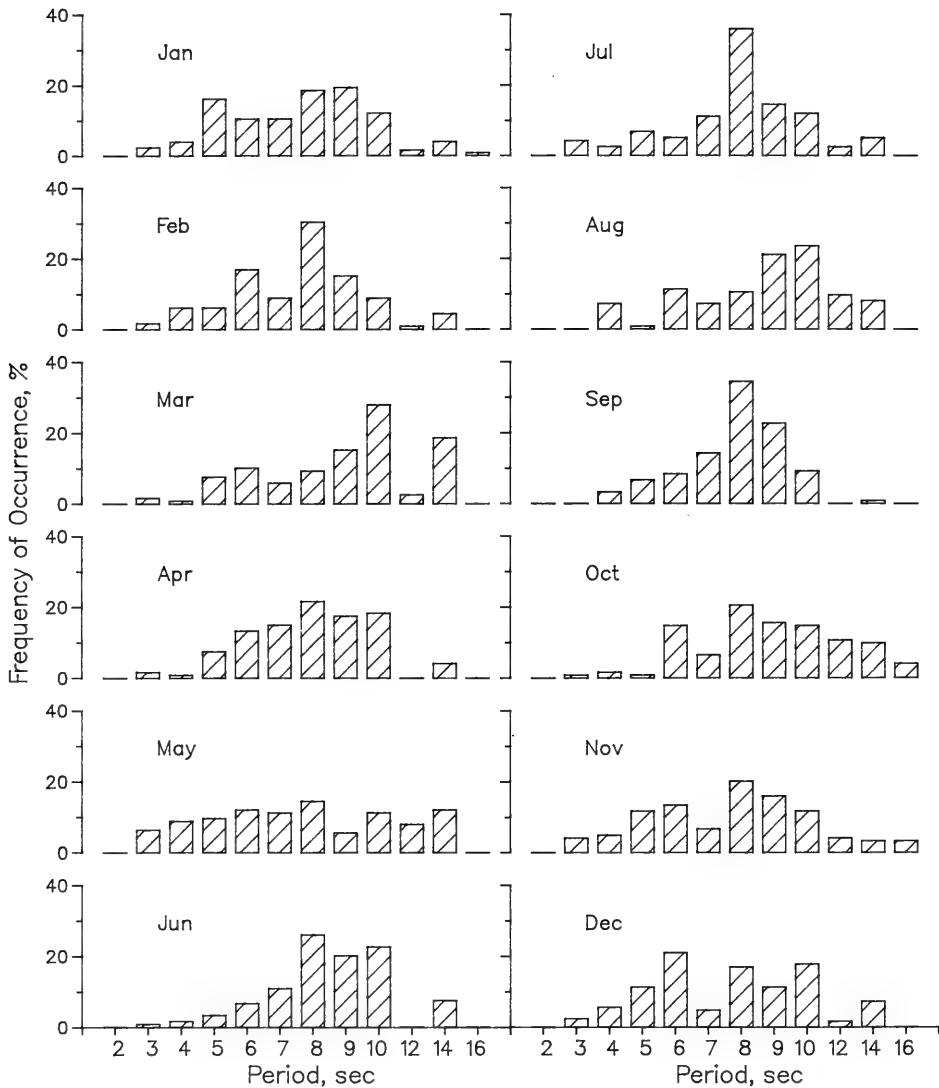 Frequency of Occurrence, %
40
20
0
Jan
40
20
0
Feb
40
20
0
Mar
40
20
0
Apr
40
20
0
May
40
20
0
Jun
2 3 4 5 6 7 8 9 10 12 14 16
Period, sec
Jul
Aug
Sep
Oct
Nov
Dec
2 3 4 5 6 7 8 9 10 12 14 16
Period, sec